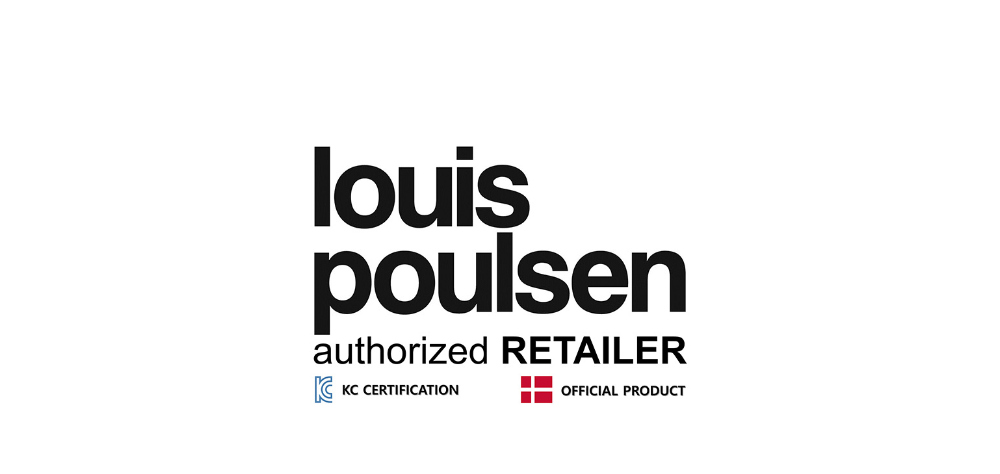 louis
poulsen
authorized RETAILER
KC CERTIFICATION OFFICIAL PRODUCT